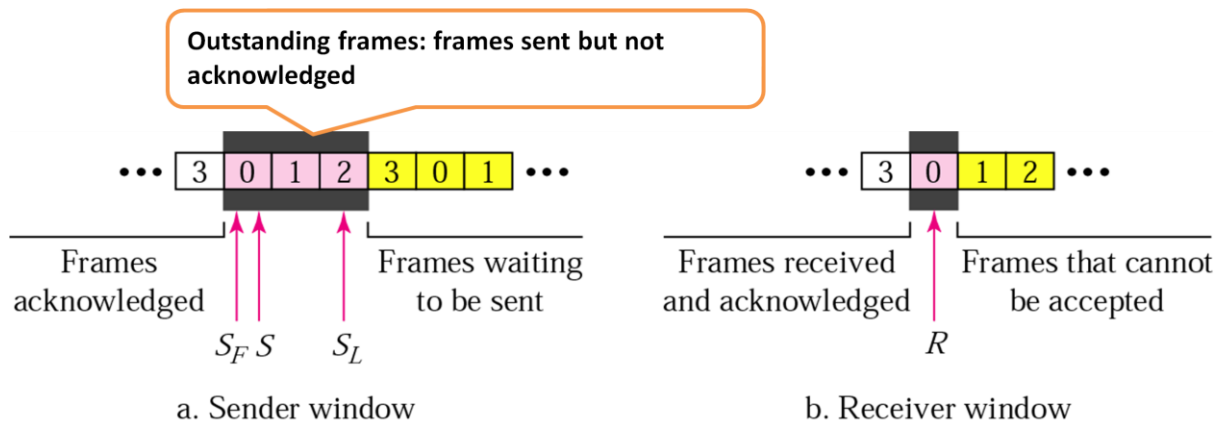 Outstanding frames: frames sent but not
acknowledged
••• 3 0 1 2 3 0 1 •••
Frames
acknowledged
Frames waiting
to be sent
S_F S S_L
a. Sender window
••• 3 0 1 2 •••
Frames received
and acknowledged
Frames that cannot
be accepted
R
b. Receiver window